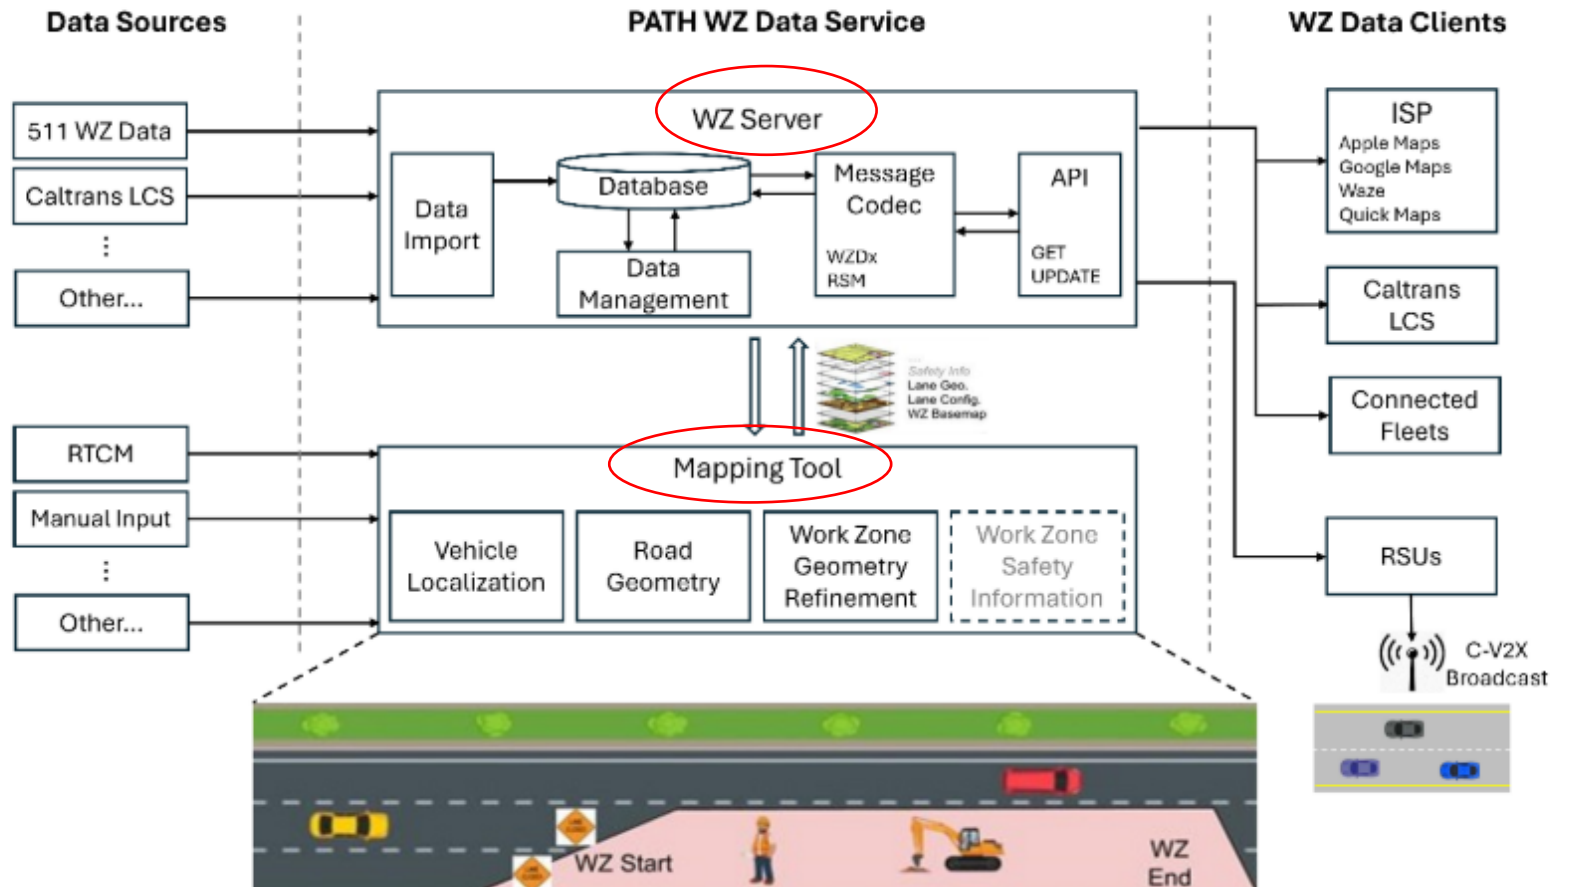 Data Sources
PATH WZ Data Service
WZ Data Clients
511 WZ Data
Caltrans LCS
Other...
WZ Server
Data
Import
Database
Data
Management
Message
Codec
WZDx
RSM
API
GET
UPDATE
ISP
Apple Maps
Google Maps
Waze
Quick Maps
Caltrans
LCS
Connected
Fleets
Safety Info
Lane Geo.
Lane Config.
WZ Basemap
RTCM
Manual Input
Other...
Mapping Tool
Vehicle
Localization
Road
Geometry
Work Zone
Geometry
Refinement
Work Zone
Safety
Information
RSUs
C-V2X
Broadcast
WZ Start
WZ
End